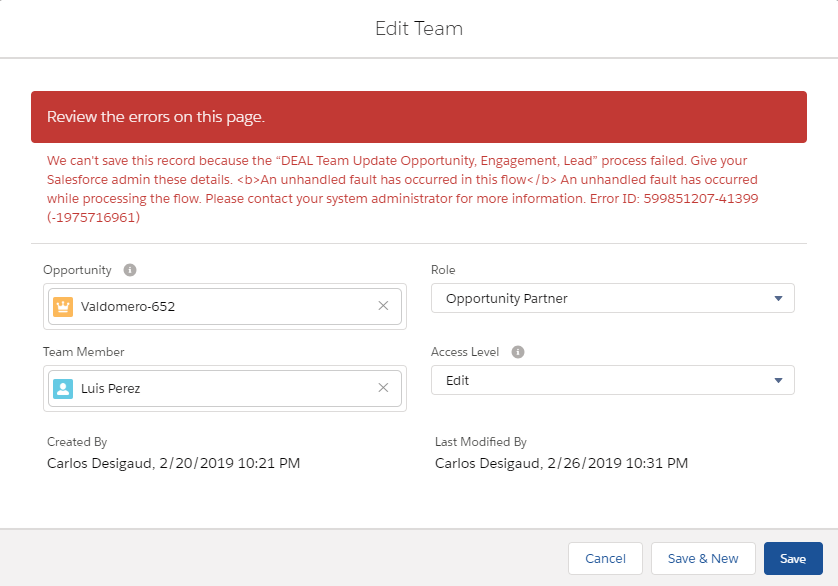 Edit Team
Review the errors on this page.
We can't save this record because the “DEAL Team Update Opportunity, Engagement, Lead” process failed. Give your
Salesforce admin these details. <b>An unhandled fault has occurred in this flow</b> An unhandled fault has occurred
while processing the flow. Please contact your system administrator for more information. Error ID: 599851207-41399
(-1975716961)
Opportunity
Role
Valdomero-652
Opportunity Partner
Team Member
Access Level
Luis Perez
Edit
Created By
Last Modified By
Carlos Desigaud, 2/20/2019 10:21 PM
Carlos Desigaud, 2/26/2019 10:31 PM
Cancel
Save & New
Save